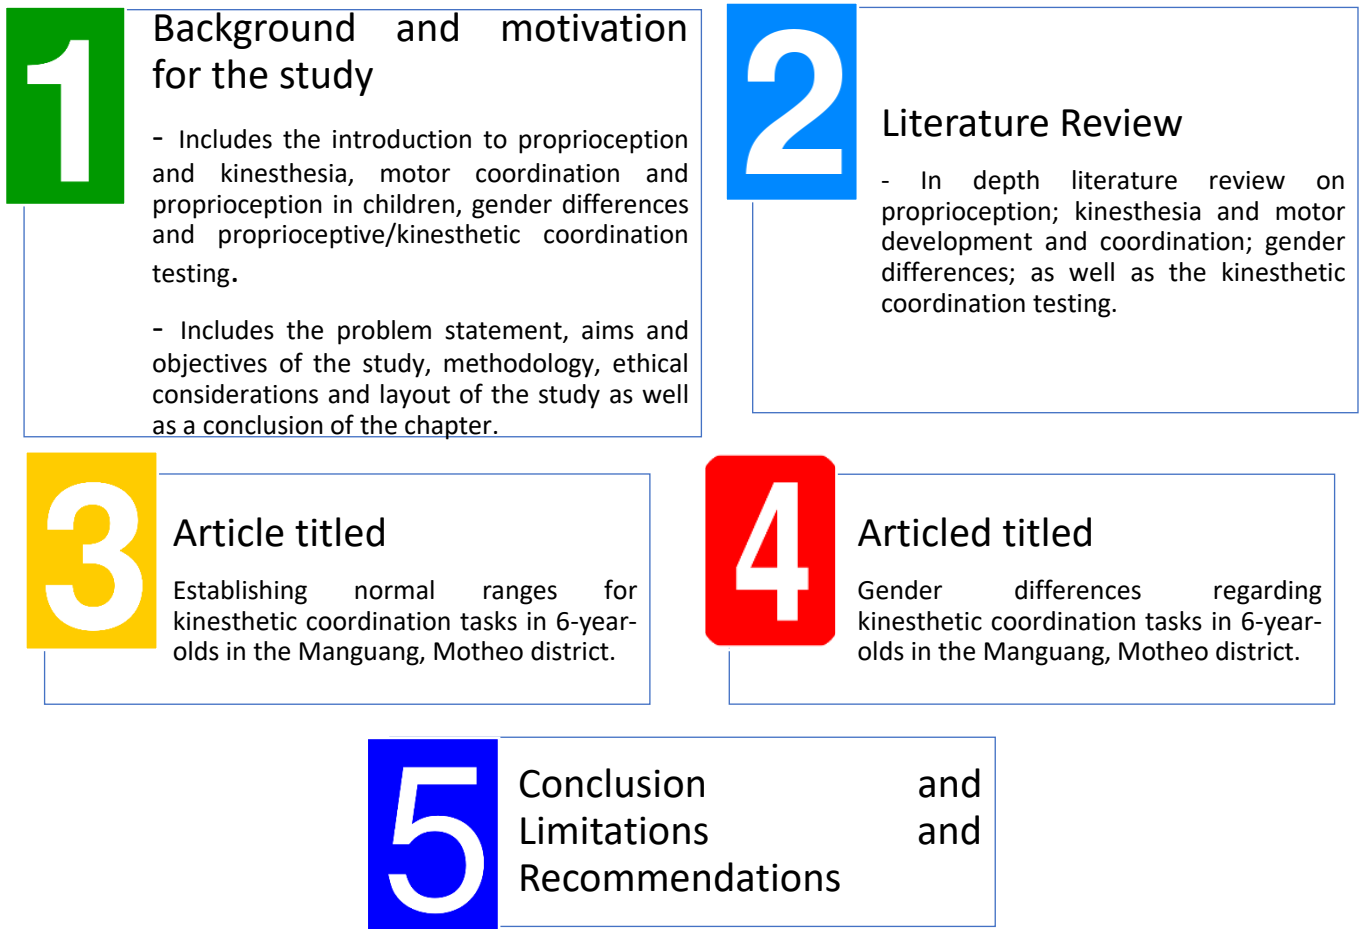 1
Background and motivation
for the study
- Includes the introduction to proprioception
and kinesthesia, motor coordination and
proprioception in children, gender differences
and proprioceptive/kinesthetic coordination
testing.
- Includes the problem statement, aims and
objectives of the study, methodology, ethical
considerations and layout of the study as well
as a conclusion of the chapter.
2
Literature Review
- In depth literature review on
proprioception; kinesthesia and motor
development and coordination; gender
differences; as well as the kinesthetic
coordination testing.
3
Article titled
Establishing normal ranges for
kinesthetic coordination tasks in 6-year-
olds in the Manguang, Motheo district.
4
Articled titled
Gender differences regarding
kinesthetic coordination tasks in 6-year-
olds in the Manguang, Motheo district.
5
Conclusion and
Limitations and
Recommendations